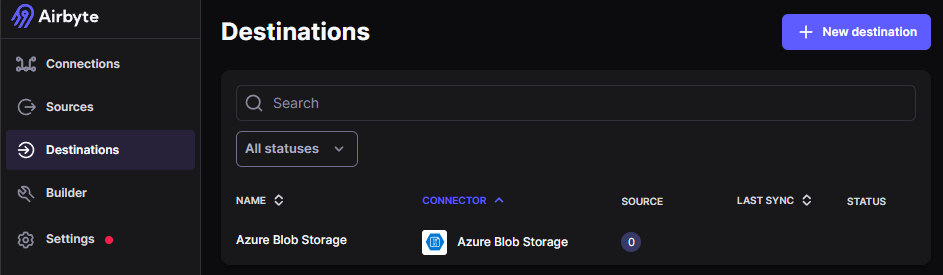 Airbyte
Connections
Sources
Destinations
Builder
Settings
Destinations
New destination
Search
All statuses
NAME CONNECTOR SOURCE LAST SYNC STATUS
Azure Blob Storage Azure Blob Storage 0